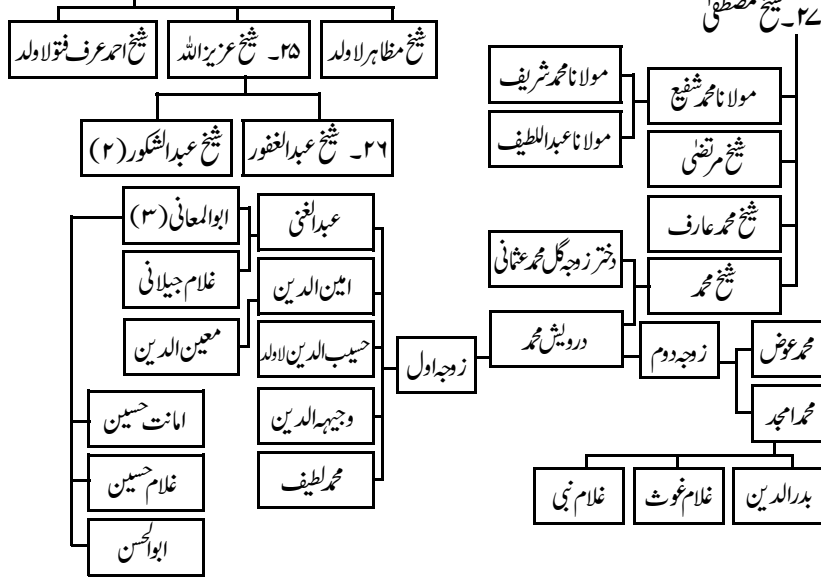 ۲۷۔ شیخ مصطفیٰ
شیخ مظاہر لاولد
۲۵۔ شیخ عزیز اللہ
شیخ احمد عرف فتو لاولد
۲۶۔ شیخ عبدالغفور
شیخ عبدالشکور (۲)
مولانا محمد شفیع
مولانا محمد شریف
مولانا عبداللطیف
شیخ مرتضٰی
شیخ محمد عارف
شیخ محمد
دختر زوجہ گل محمد عثمانی
درویش محمد
زوجہ دوم
محمد عوض
محمد امجد
بدرالدین
غلام غوث
غلام نبی
زوجہ اول
عبدالغنی
امین الدین
حسیب الدین لاولد
وجیہہ الدین
محمد لطیف
ابوالمعانی (۳)
غلام جیلانی
معین الدین
امانت حسین
غلام حسین
ابوالحسن